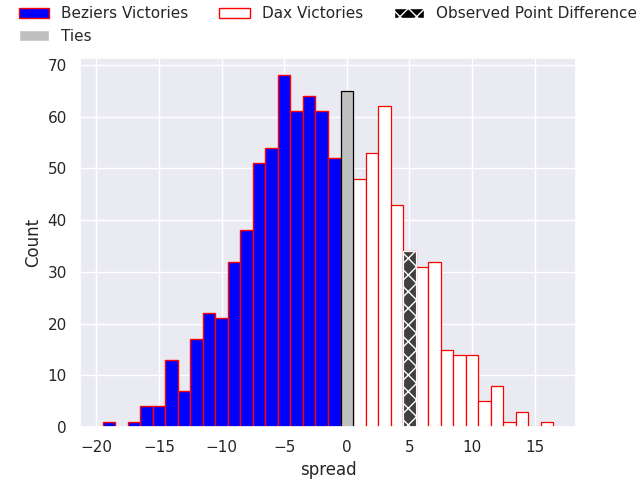 Beziers Victories
Dax Victories
Observed Point Difference
Ties
70
60
50
40
30
20
10
0
Count
−20
−15
−10
−5
0
5
10
15
spread